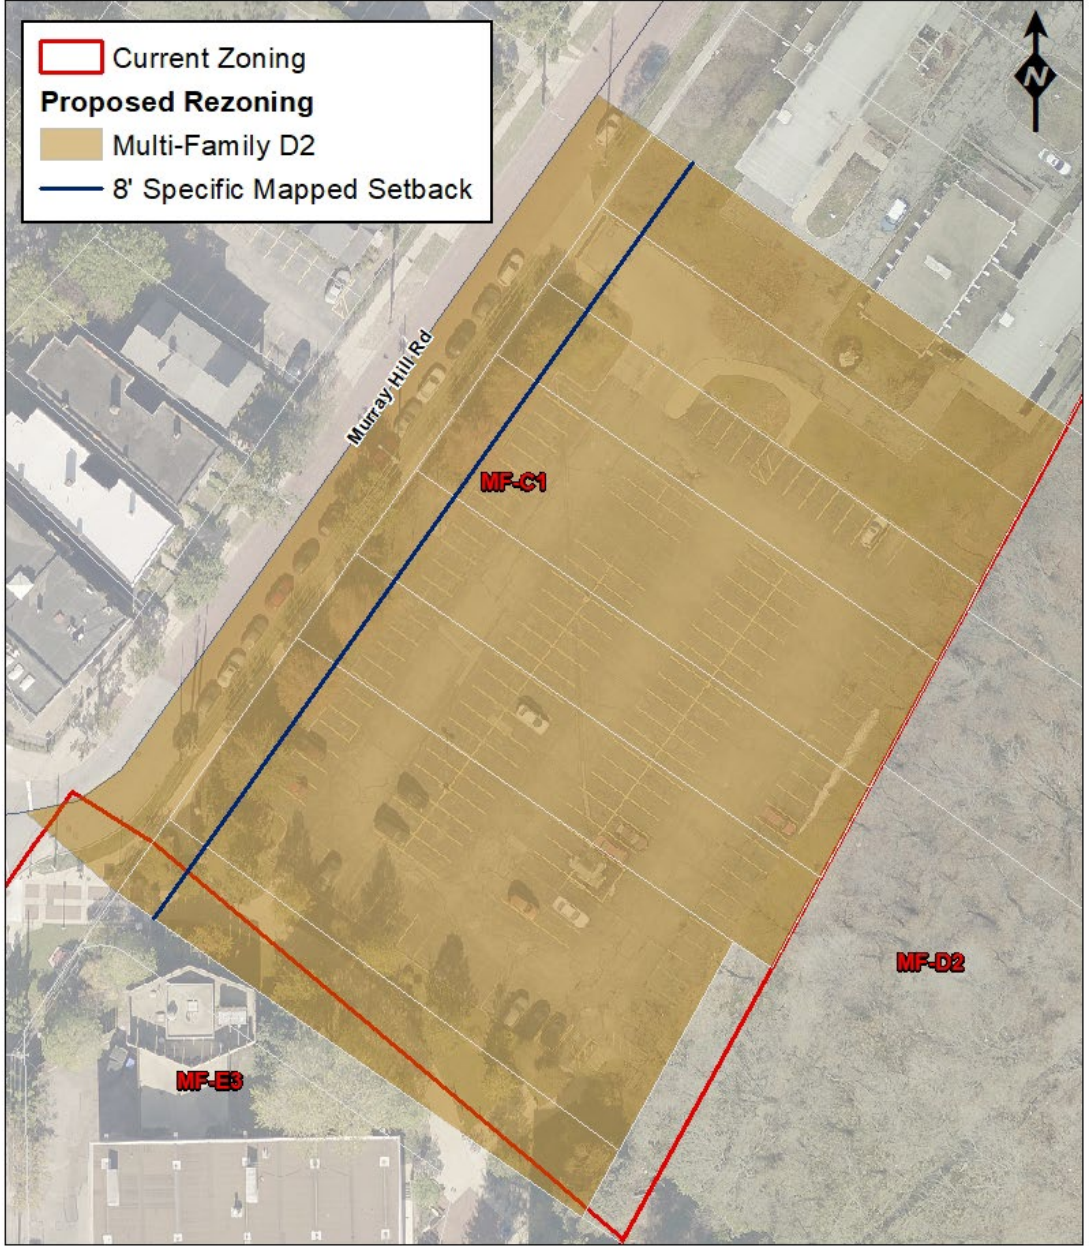 Current Zoning
Proposed Rezoning
Multi-Family D2
8' Specific Mapped Setback
N
Murray Hill Rd
MF-C1
MF-D2
MF-E3